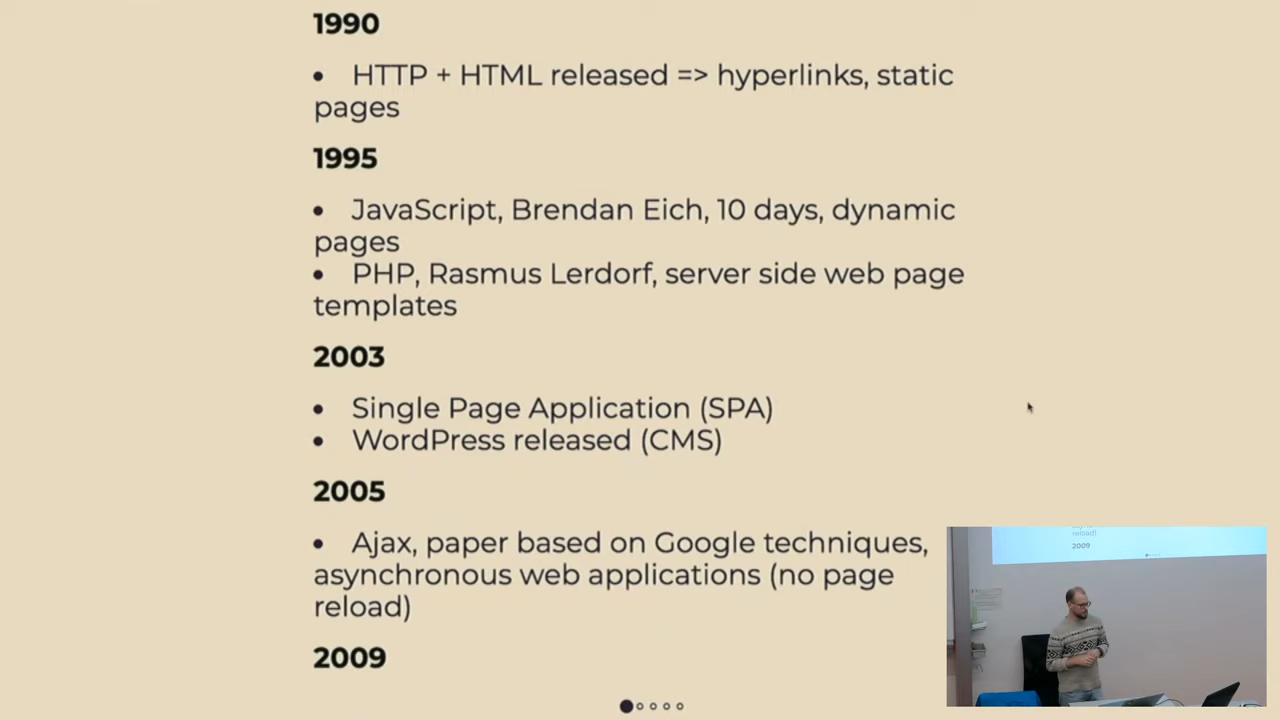 1990
• HTTP + HTML released => hyperlinks, static
pages
1995
• JavaScript, Brendan Eich, 10 days, dynamic
pages
• PHP, Rasmus Lerdorf, server side web page
templates
2003
• Single Page Application (SPA)
• WordPress released (CMS)
2005
• Ajax, paper based on Google techniques,
asynchronous web applications (no page
reload)
2009
reload)
2009